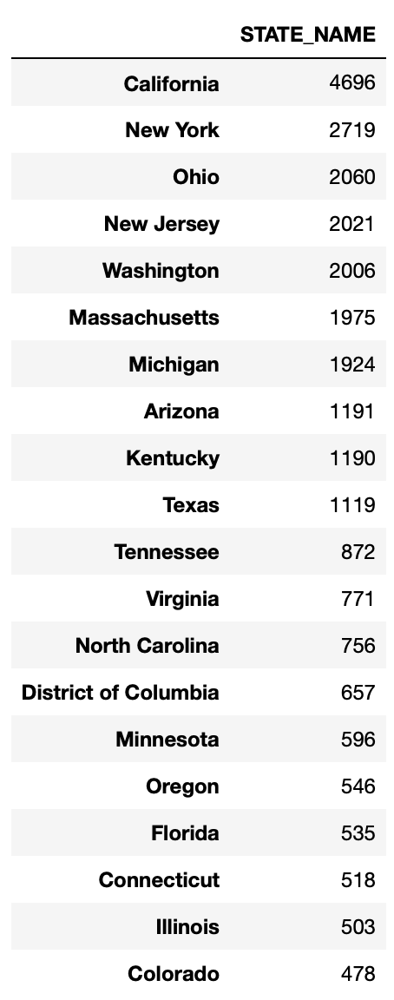 STATE_NAME
California 4696
New York 2719
Ohio 2060
New Jersey 2021
Washington 2006
Massachusetts 1975
Michigan 1924
Arizona 1191
Kentucky 1190
Texas 1119
Tennessee 872
Virginia 771
North Carolina 756
District of Columbia 657
Minnesota 596
Oregon 546
Florida 535
Connecticut 518
Illinois 503
Colorado 478